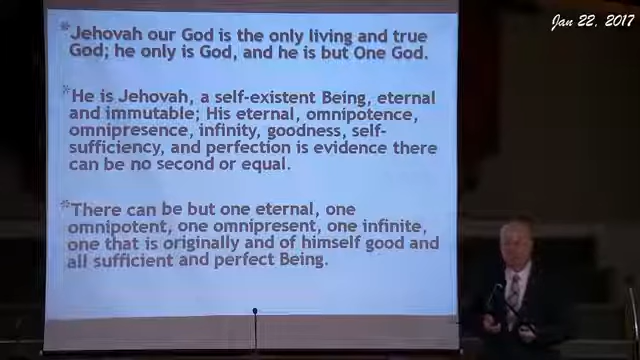 Jan 22, 2017
*Jehovah our God is the only living and true
God; he only is God, and he is but One God.
*He is Jehovah, a self-existent Being, eternal
and immutable; His eternal, omnipotence,
omnipresence, infinity, goodness, self-
sufficiency, and perfection is evidence there
can be no second or equal.
*There can be but one eternal, one
omnipotent, one omnipresent, one infinite,
one that is originally and of himself good and
all sufficient and perfect Being.